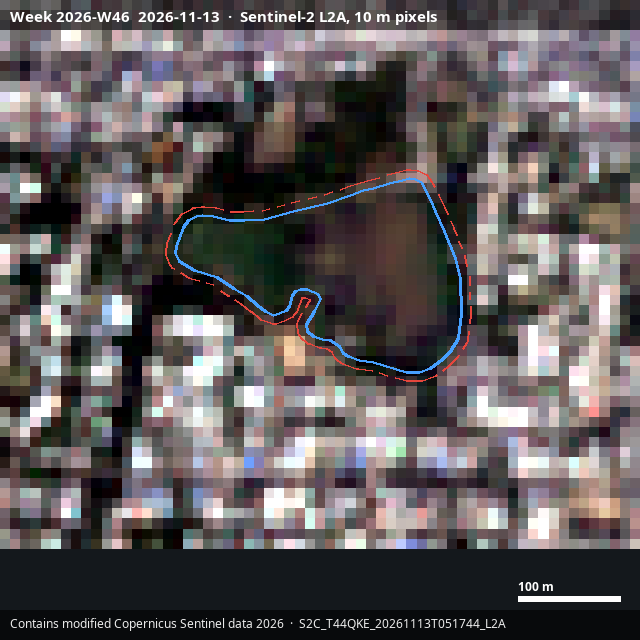 Week 2026-W46  2026-11-13  ·  Sentinel-2 L2A, 10 m pixels
100 m
Contains modified Copernicus Sentinel data 2026  ·  S2C_T44QKE_20261113T051744_L2A